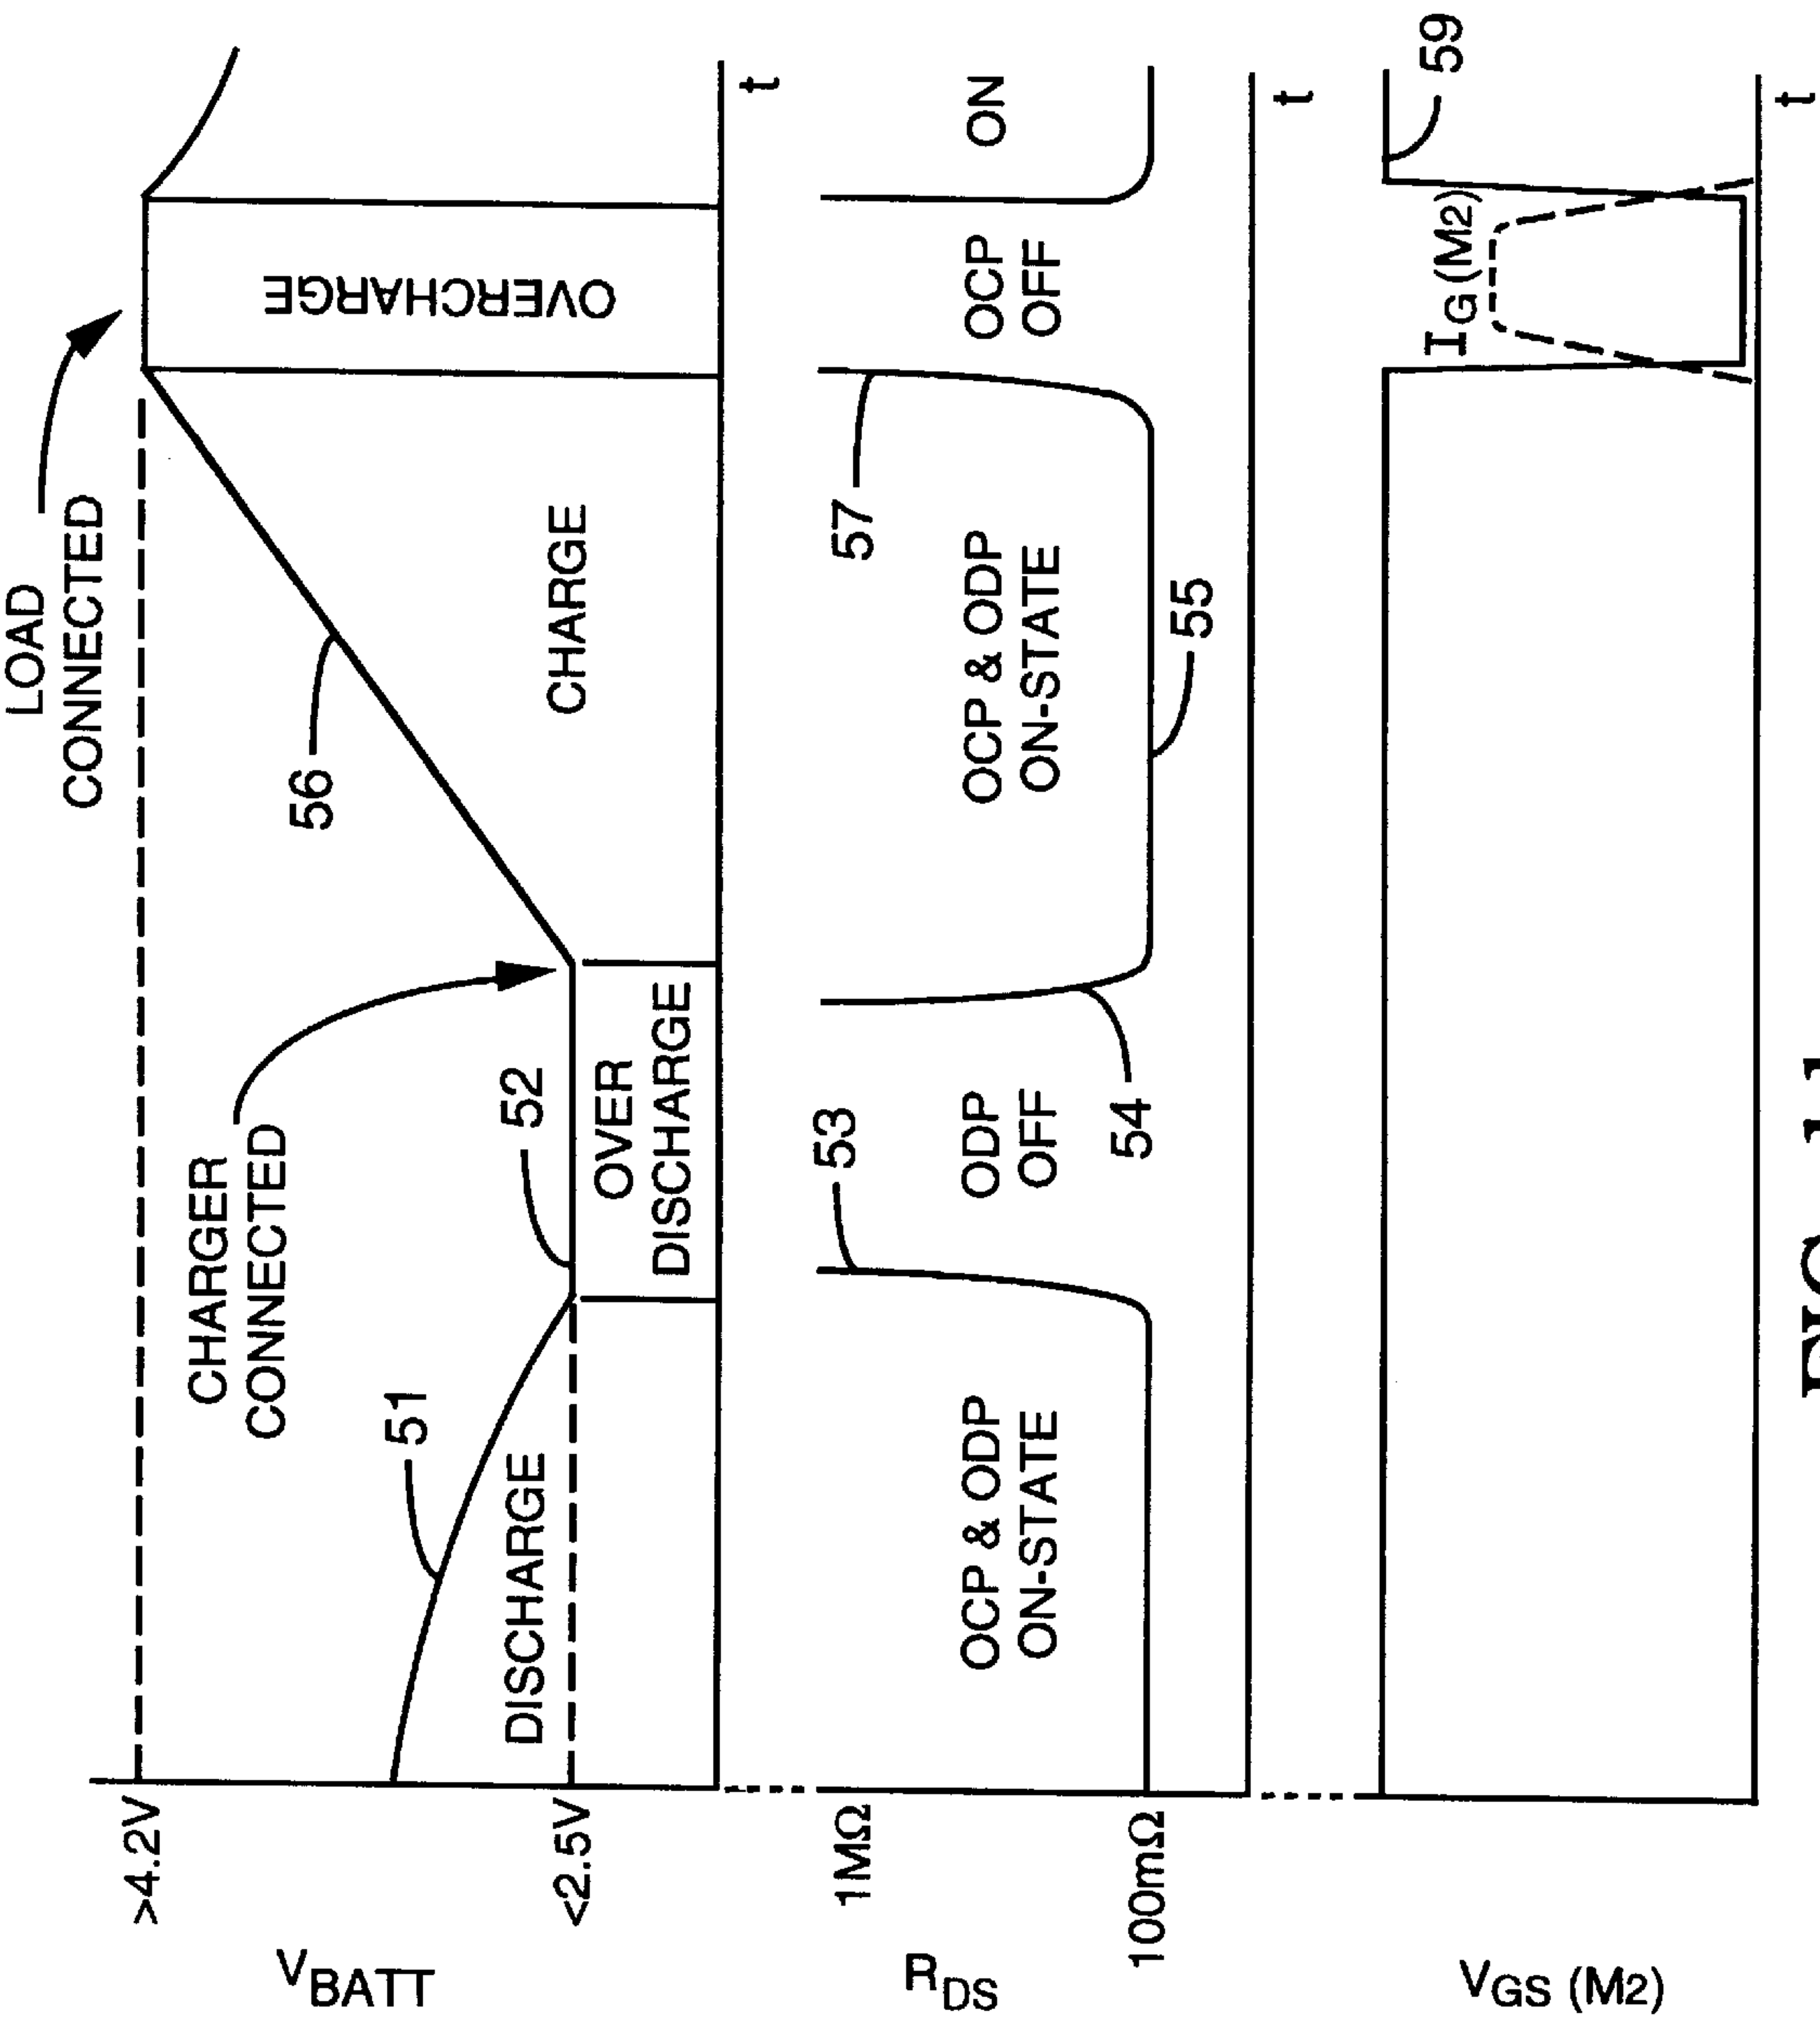 LOAD
CONNECTED
CHARGER
CONNECTED
>4.2V
<2.5V
VBATT
51
52
56
DISCHARGE
OVER
DISCHARGE
CHARGE
OVERCHARGE
t
1MΩ
100mΩ
RDS
53
54
55
57
OCP & ODP
ON-STATE
ODP
OFF
OCP & ODP
ON-STATE
OCP
OFF
ON
t
VGS (M2)
IG (M2)
59
t